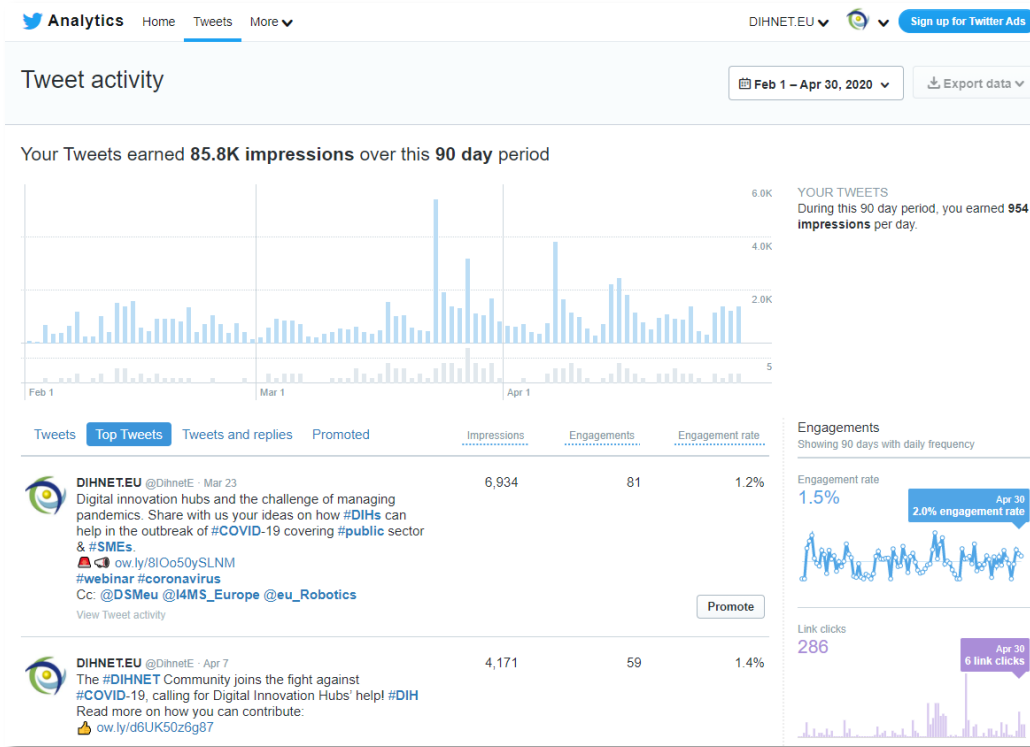 Analytics Home Tweets More DIHNET.EU Sign up for Twitter Ads
Tweet activity
Feb 1 – Apr 30, 2020
Export data
Your Tweets earned 85.8K impressions over this 90 day period
6.0K
4.0K
2.0K
5
Feb 1 Mar 1 Apr 1
YOUR TWEETS
During this 90 day period, you earned 954
impressions per day.
Tweets Top Tweets Tweets and replies Promoted Impressions Engagements Engagement rate
DIHNET.EU @DihnetE · Mar 23 6,934 81 1.2%
Digital innovation hubs and the challenge of managing
pandemics. Share with us your ideas on how #DIHs can
help in the outbreak of #COVID-19 covering #public sector
& #SMEs.
🚨📢 ow.ly/8IOo50ySLNM
#webinar #coronavirus
Cc: @DSMeu @I4MS_Europe @eu_Robotics
View Tweet activity
Promote
DIHNET.EU @DihnetE · Apr 7 4,171 59 1.4%
The #DIHNET Community joins the fight against
#COVID-19, calling for Digital Innovation Hubs' help! #DIH
Read more on how you can contribute:
👍 ow.ly/d6UK50z6g87
Engagements
Showing 90 days with daily frequency
Engagement rate
1.5%
Apr 30
2.0% engagement rate
Link clicks
286
Apr 30
6 link clicks